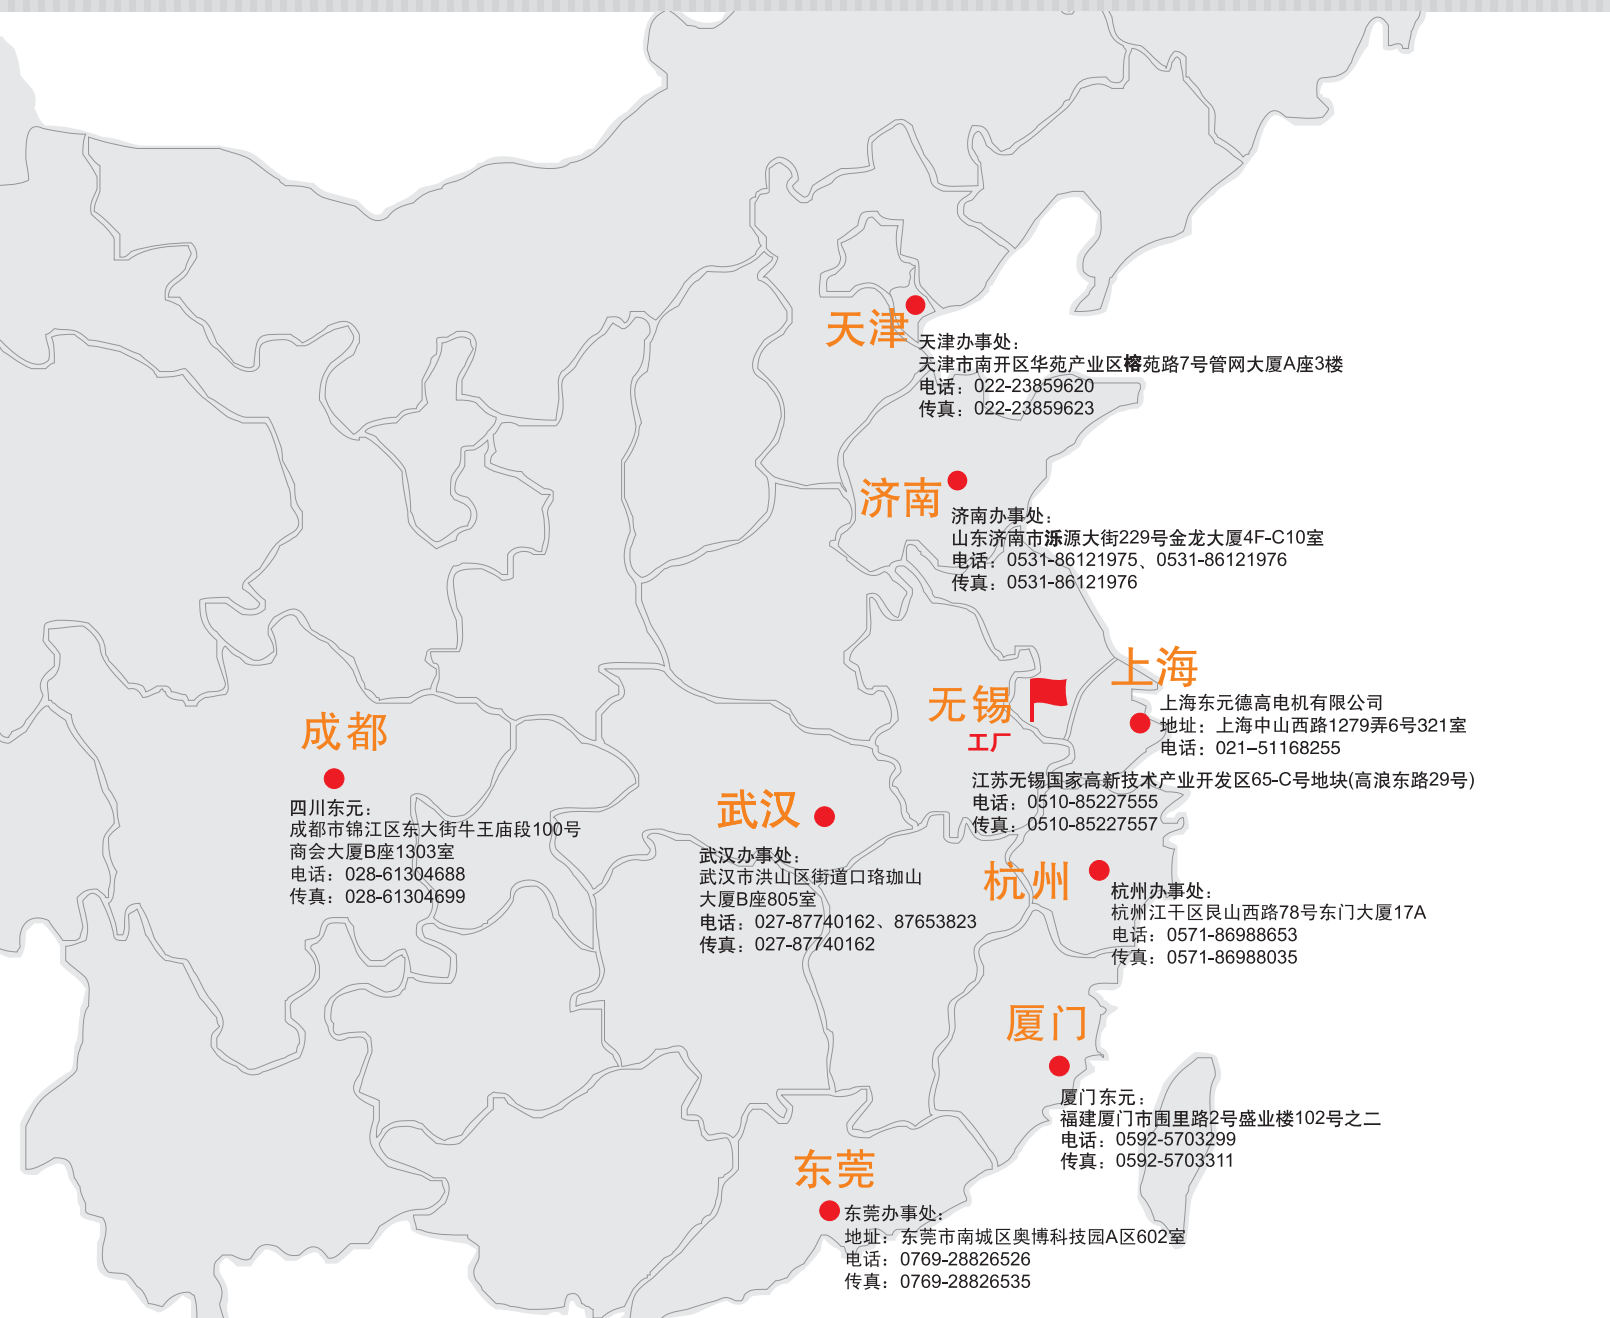 天津
天津办事处：
天津市南开区华苑产业区榕苑路7号管网大厦A座3楼
电话：022-23859620
传真：022-23859623
济南
济南办事处：
山东济南市泺源大街229号金龙大厦4F-C10室
电话：0531-86121975、0531-86121976
传真：0531-86121976
上海
上海东元德高电机有限公司
地址：上海中山西路1279弄6号321室
电话：021–51168255
无锡
工厂
江苏无锡国家高新技术产业开发区65-C号地块(高浪东路29号)
电话：0510-85227555
传真：0510-85227557
成都
四川东元：
成都市锦江区东大街牛王庙段100号
商会大厦B座1303室
电话：028-61304688
传真：028-61304699
武汉
武汉办事处：
武汉市洪山区街道口珞珈山
大厦B座805室
电话：027-87740162、87653823
传真：027-87740162
杭州
杭州办事处：
杭州江干区艮山西路78号东门大厦17A
电话：0571-86988653
传真：0571-86988035
厦门
厦门东元：
福建厦门市围里路2号盛业楼102号之二
电话：0592-5703299
传真：0592-5703311
东莞
东莞办事处：
地址：东莞市南城区奥博科技园A区602室
电话：0769-28826526
传真：0769-28826535